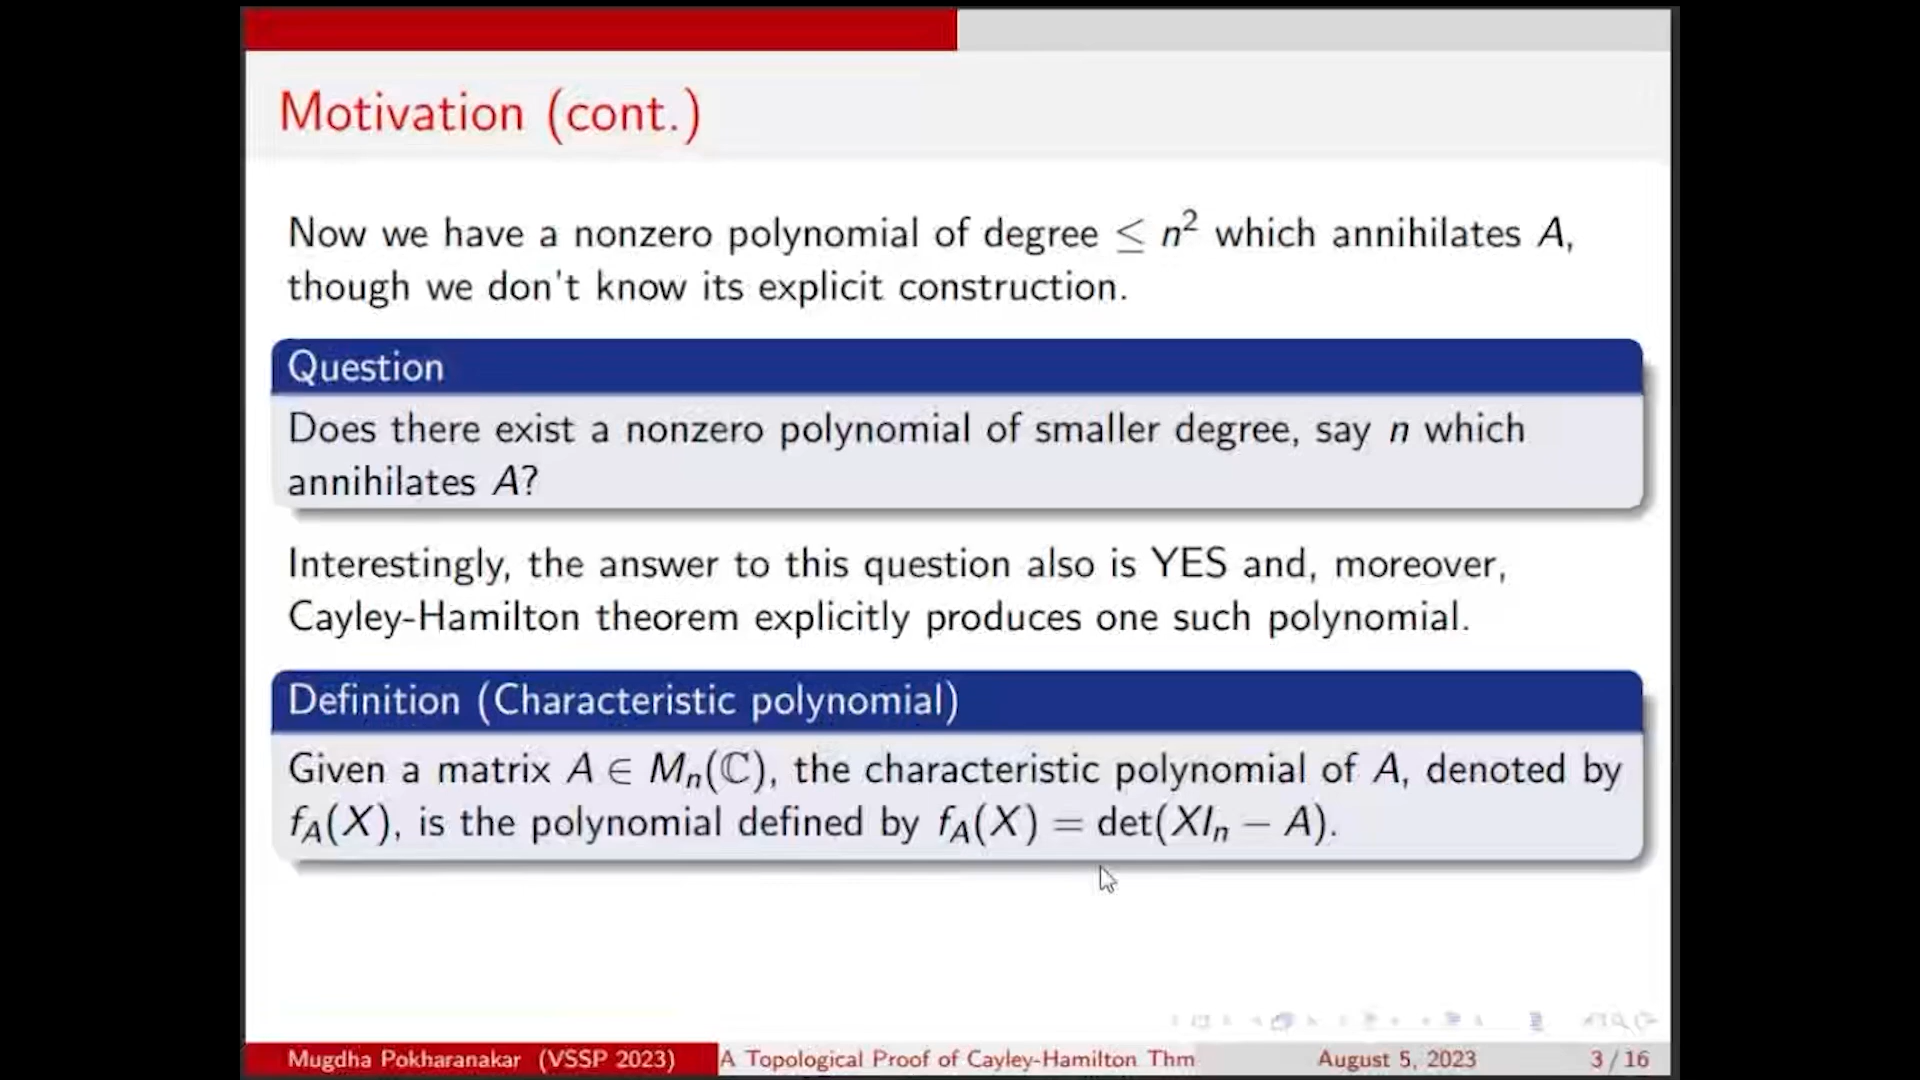 Motivation (cont.)
Now we have a nonzero polynomial of degree ≤ n² which annihilates A,
though we don't know its explicit construction.
Question
Does there exist a nonzero polynomial of smaller degree, say n which
annihilates A?
Interestingly, the answer to this question also is YES and, moreover,
Cayley-Hamilton theorem explicitly produces one such polynomial.
Definition (Characteristic polynomial)
Given a matrix A ∈ Mₙ(ℂ), the characteristic polynomial of A, denoted by
f_A(X), is the polynomial defined by f_A(X) = det(XIₙ − A).
Mugdha Pokharanakar (VSSP 2023) A Topological Proof of Cayley-Hamilton Thm August 5, 2023 3 / 16